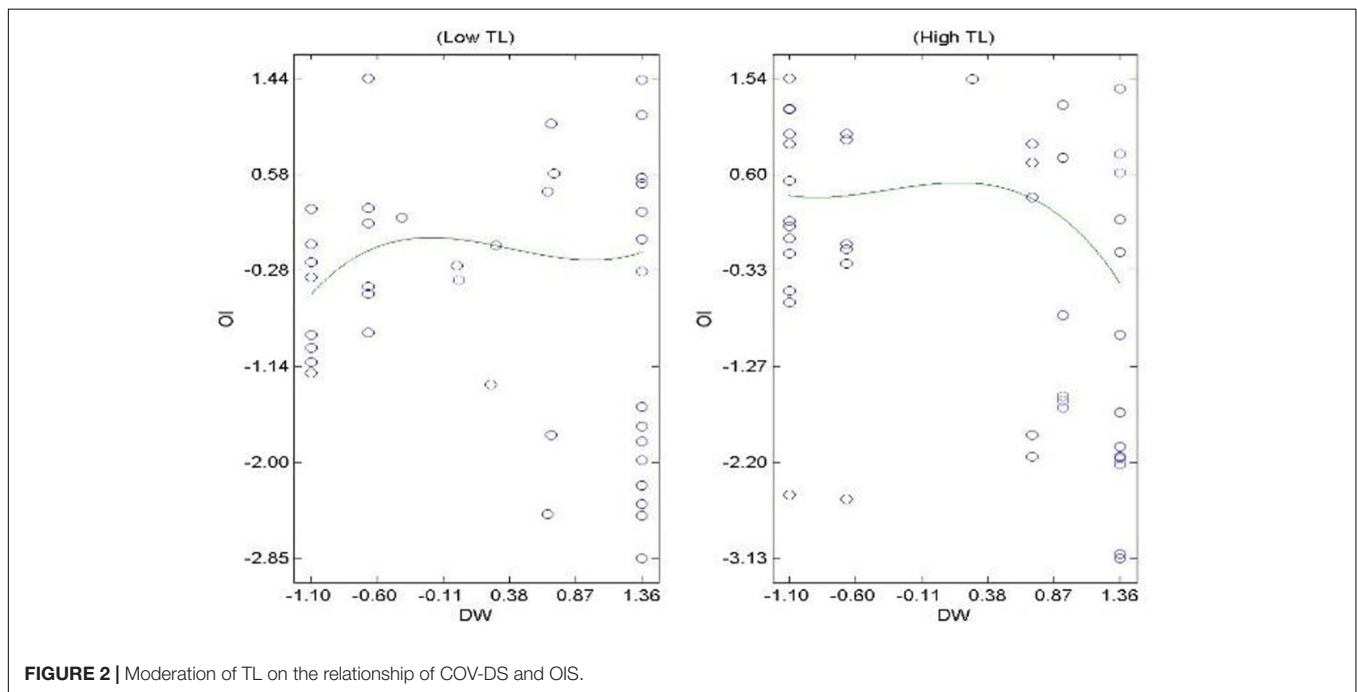 (Low TL)
1.44
0.58
-0.28
-1.14
-2.00
-2.85
OI
-1.10 -0.60 -0.11 0.38 0.87 1.36
DW
(High TL)
1.54
0.60
-0.33
-1.27
-2.20
-3.13
OI
-1.10 -0.60 -0.11 0.38 0.87 1.36
DW
FIGURE 2 | Moderation of TL on the relationship of COV-DS and OIS.